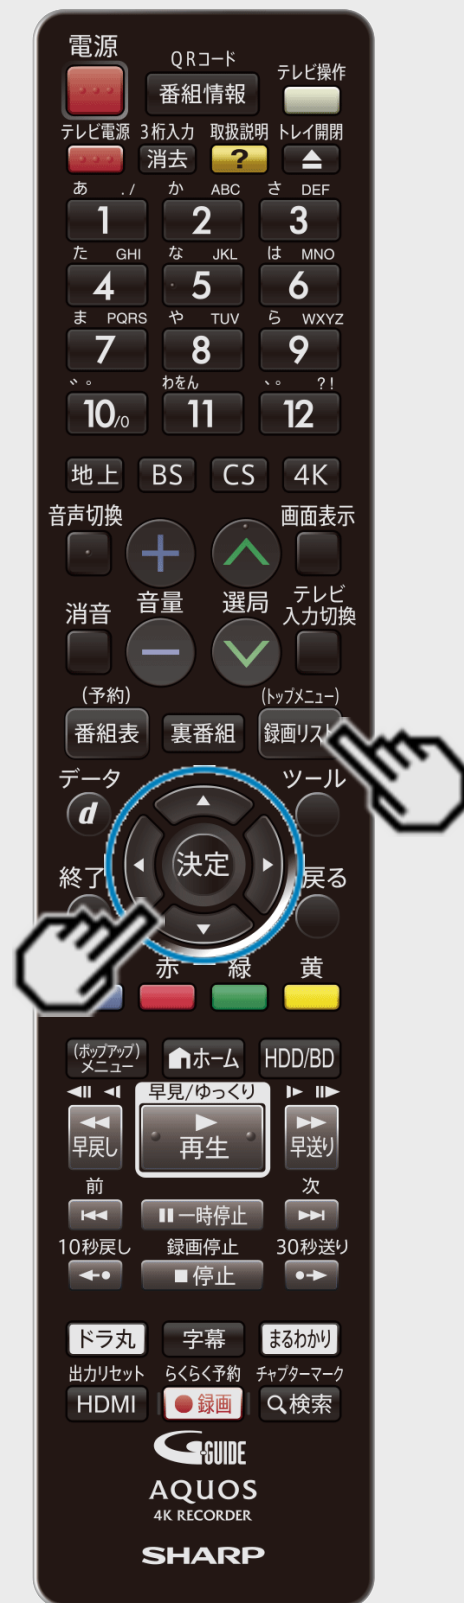 電源
QRコード
番組情報
テレビ操作
テレビ電源 3桁入力 取扱説明 トレイ開閉
消去 ?
あ ./ か ABC さ DEF
1 2 3
た GHI な JKL は MNO
4 5 6
ま PQRS や TUV ら WXYZ
7 8 9
゛゜ わをん 、。 ?!
10/0 11 12
地上 BS CS 4K
音声切換 画面表示
+
消音 音量 選局 テレビ
入力切換
−
(予約) (トップメニュー)
番組表 裏番組 録画リスト
データ ツール
d
決定
終了 戻る
赤 緑 黄
(ポップアップ)
メニュー ホーム HDD/BD
早見/ゆっくり
早戻し 再生 早送り
前 次
一時停止
10秒戻し 録画停止 30秒送り
停止
ドラ丸 字幕 まるわかり
出力リセット らくらく予約 チャプターマーク
HDMI 録画 検索
G-GUIDE
AQUOS
4K RECORDER
SHARP